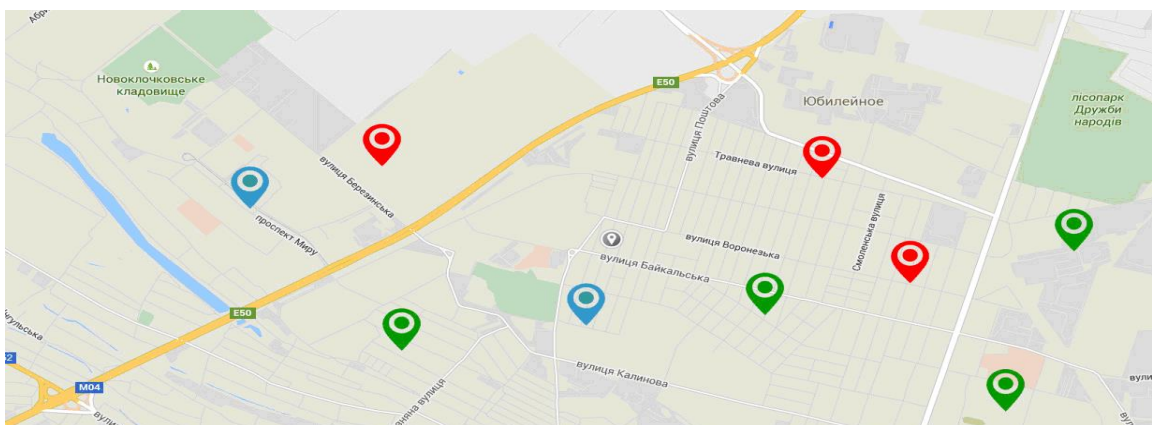 Новоклочковське
кладовище
E50
Юбилейное
лісопарк
Дружби
народів
вулиця Поштова
Травнева вулиця
вулиця Березинська
проспект Миру
вулиця Воронезька
Смоленська вулиця
вулиця Байкальська
E50
вулиця Калинова
M04